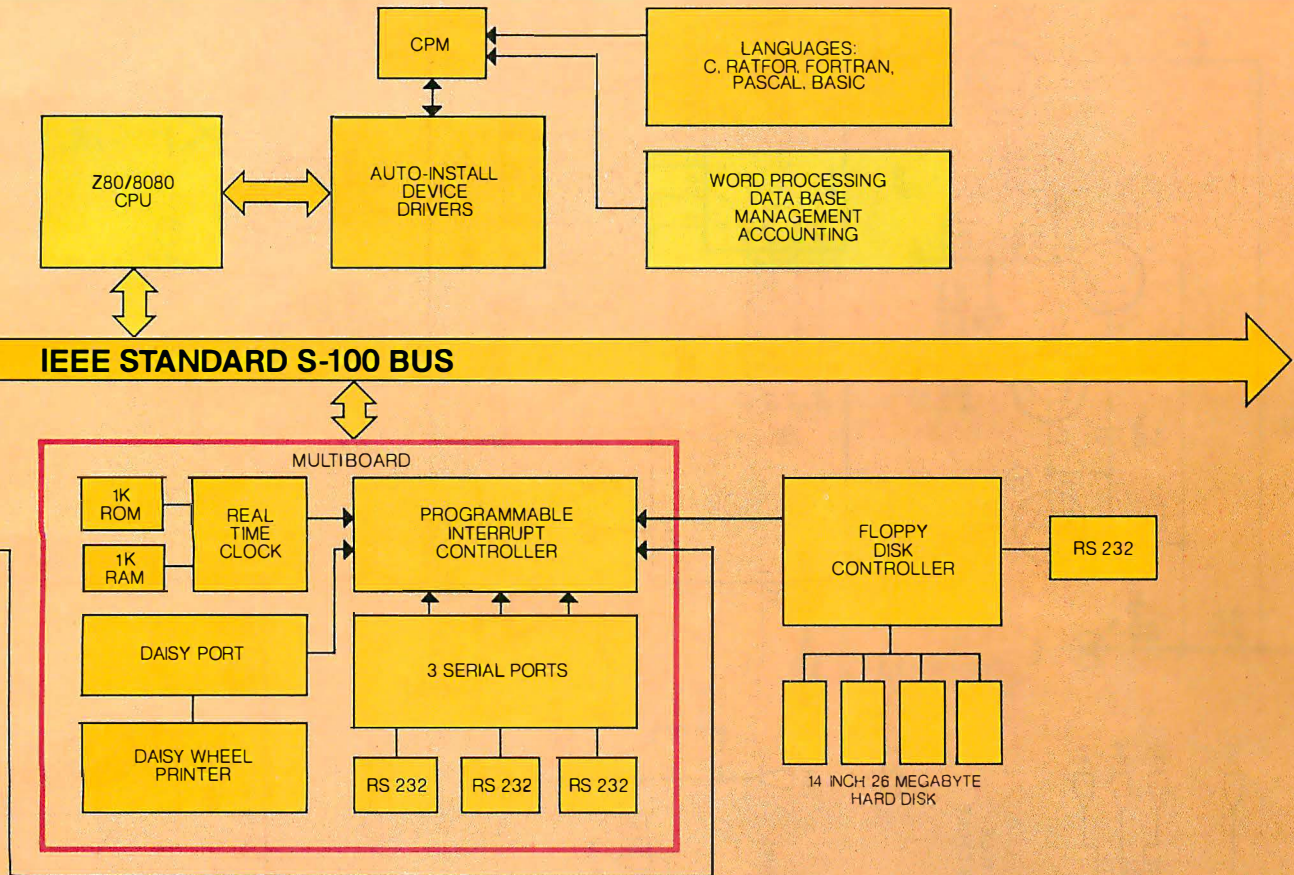 CPM
LANGUAGES:
C, RATFOR, FORTRAN,
PASCAL, BASIC
Z80/8080
CPU
AUTO-INSTALL
DEVICE
DRIVERS
WORD PROCESSING
DATA BASE
MANAGEMENT
ACCOUNTING
IEEE STANDARD S-100 BUS
MULTIBOARD
1K
ROM
1K
RAM
REAL
TIME
CLOCK
PROGRAMMABLE
INTERRUPT
CONTROLLER
FLOPPY
DISK
CONTROLLER
RS 232
DAISY PORT
3 SERIAL PORTS
DAISY WHEEL
PRINTER
RS 232
RS 232
RS 232
14 INCH 26 MEGABYTE
HARD DISK